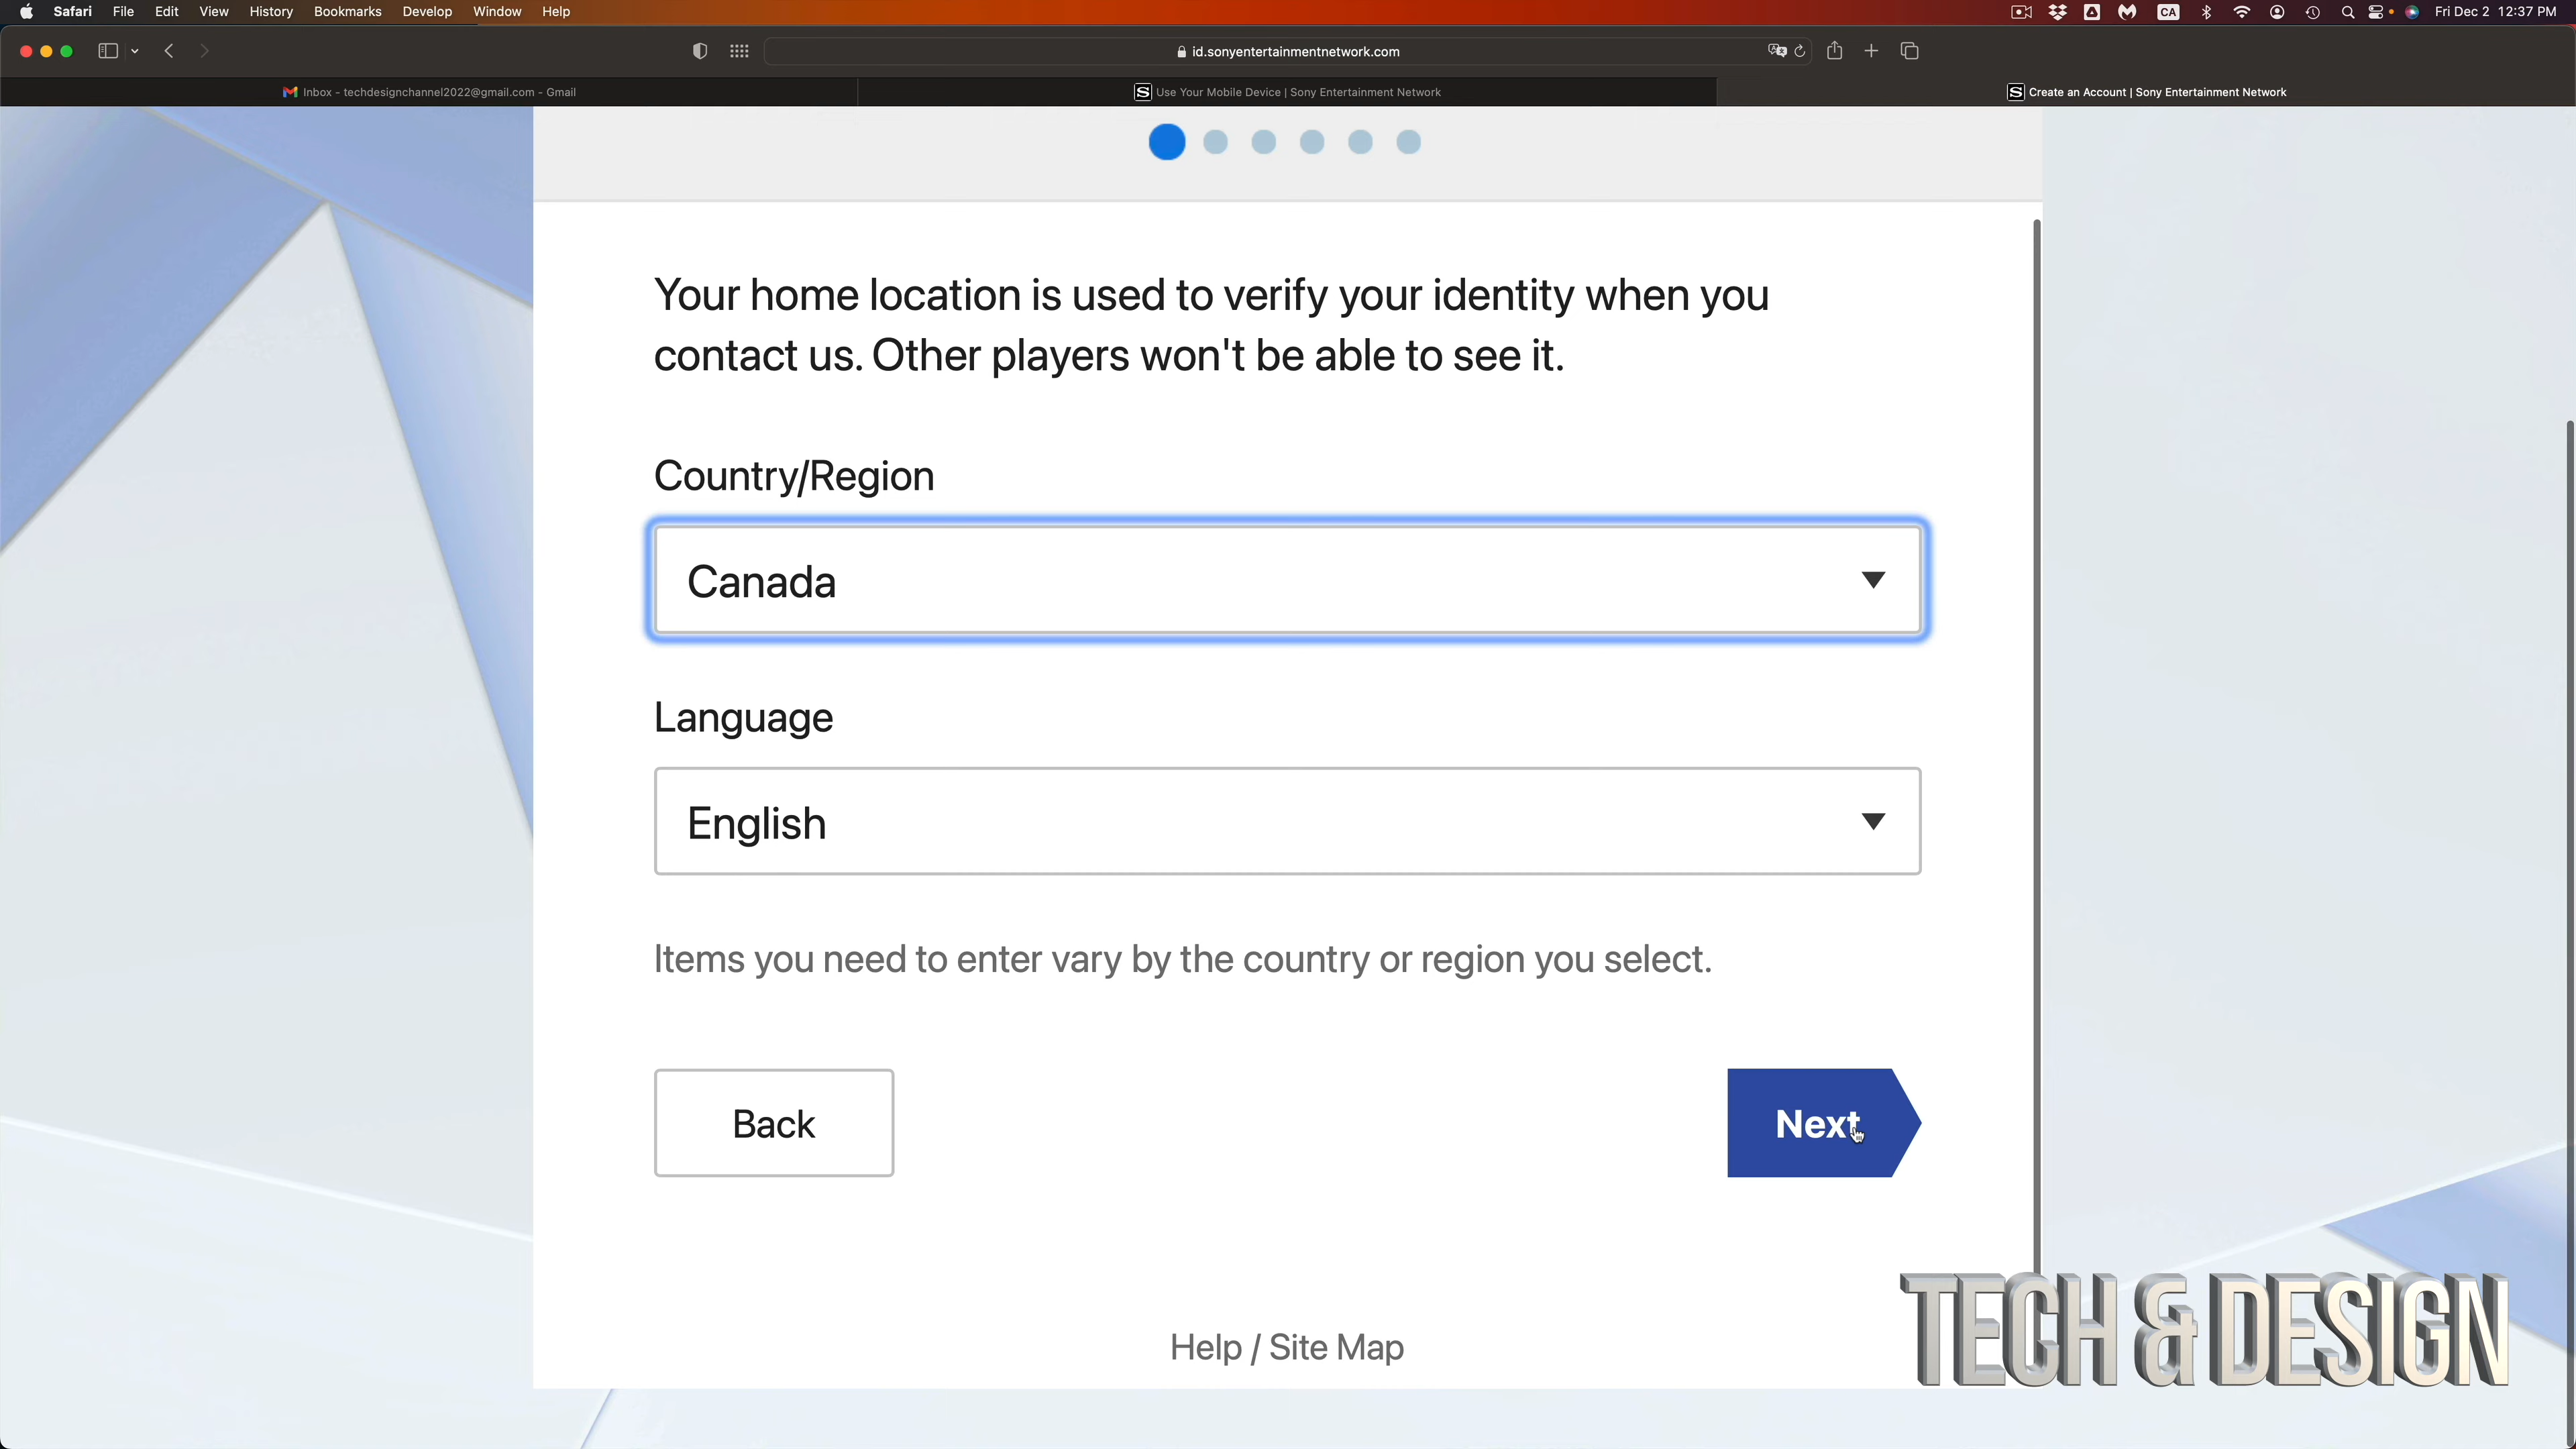 Safari File Edit View History Bookmarks Develop Window Help CA Fri Dec 2 12:37 PM
id.sonyentertainmentnetwork.com
Inbox - techdesignchannel2022@gmail.com - Gmail
Use Your Mobile Device | Sony Entertainment Network
Create an Account | Sony Entertainment Network
Your home location is used to verify your identity when you
contact us. Other players won't be able to see it.
Country/Region
Canada
Language
English
Items you need to enter vary by the country or region you select.
Back
Next
Help / Site Map
TECH & DESIGN